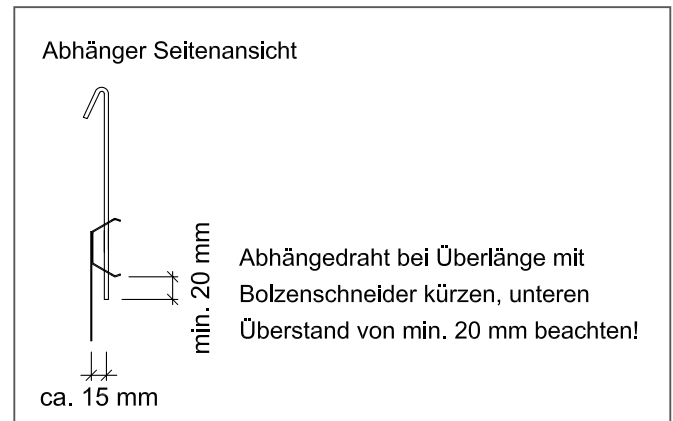 Abhänger Seitenansicht
min. 20 mm
Abhängedraht bei Überlänge mit
Bolzenschneider kürzen, unteren
Überstand von min. 20 mm beachten!
ca. 15 mm